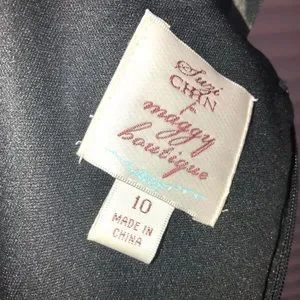 Suzi
CHIN
for
maggy
boutique
10
MADE IN
CHINA